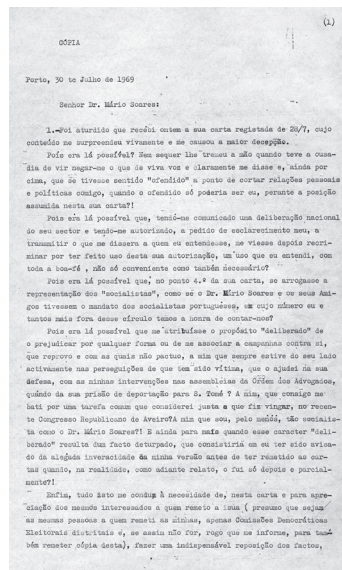 (1)
CÓPIA
Porto, 30 te Julho de 1969
Senhor Dr. Mário Soares:
1.-Foi aturdido que recebi ontem a sua carta registada de 28/7, cujo
conteúdo me surpreendeu vivamente e me causou a maior decepção.
Pois era lá possível? Nem sequer lhe tremeu a mão quando teve a ousa-
dia de vir negar-me o que de viva voz e claramente me disse e, ainda por
cima, que se tivesse sentido "ofendido" a ponto de cortar relações pessoais
e políticas comigo, quando o ofendido só poderia ser eu, perante a posição
assumida nesta sua carta?!
Pois era lá possível que, tendo-me comunicado uma deliberação nacional
do seu sector e tendo-me autorizado, a pedido de esclarecimento meu, a
transmitir o que me dissera a quem eu entendesse, me viesse depois recri-
minar por ter feito uso desta sua autorização, um uso que eu entendi, com
toda a boa-fé , não só conveniente como também necessário?
Pois era lá possível que, no ponto 4.º da sua carta, se arrogasse a
representação dos "socialistas", como se o Dr. Mário Soares e os seus Ami-
gos tivessem o mandato dos socialistas portugueses, em cujo número eu e
tantos mais fora desse círculo temos a honra de contar-nos?
Pois era lá possível que me atribuísse o propósito "deliberado" de
o prejudicar por qualquer forma ou de me associar a campanhas contra si,
que reprovo e com as quais não pactuo, a mim que sempre estive do seu lado
activamente nas perseguições de que tem sido vítima, que o ajudei na sua
defesa, com as minhas intervenções nas assembleias da Ordem dos Advogados,
quando da sua prisão de deportação para S. Tomé ? A mim, que consigo me
bati por uma tarefa comum que considerei justa e que fiz vingar, no recen-
te Congresso Republicano de Aveiro?A mim que sou, pelo menos, tão socialis-
ta como o Dr. Mário Soares?! E ainda para mais quando esse caracter "deli-
berado" resulta dum facto deturpado, que consistiria em eu ter sido avisa-
do da alegada inveracidade da minha versão antes de ter remetido as car-
tas quando, na realidade, como adiante relato, o fui só depois e parcial-
mente?!
Enfim, tudo isto me conduz à necessidade de, nesta carta e para apre-
ciação dos mesmos interessados a quem remeto a sua ( presumo que sejam
as mesmas pessoas a quem remeti as minhas, apenas Comissões Democráticas
Eleitorais distritais e, se assim não for, rogo que me informe, para tam-
bém remeter cópia desta), fazer uma indispensável reposição dos factos,